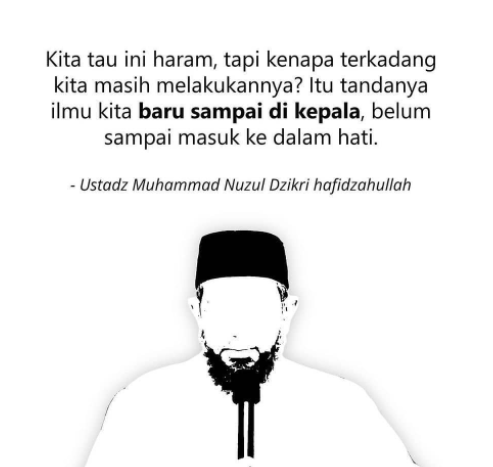 Kita tau ini haram, tapi kenapa terkadang
kita masih melakukannya? Itu tandanya
ilmu kita baru sampai di kepala, belum
sampai masuk ke dalam hati.
- Ustadz Muhammad Nuzul Dzikri hafidzahullah